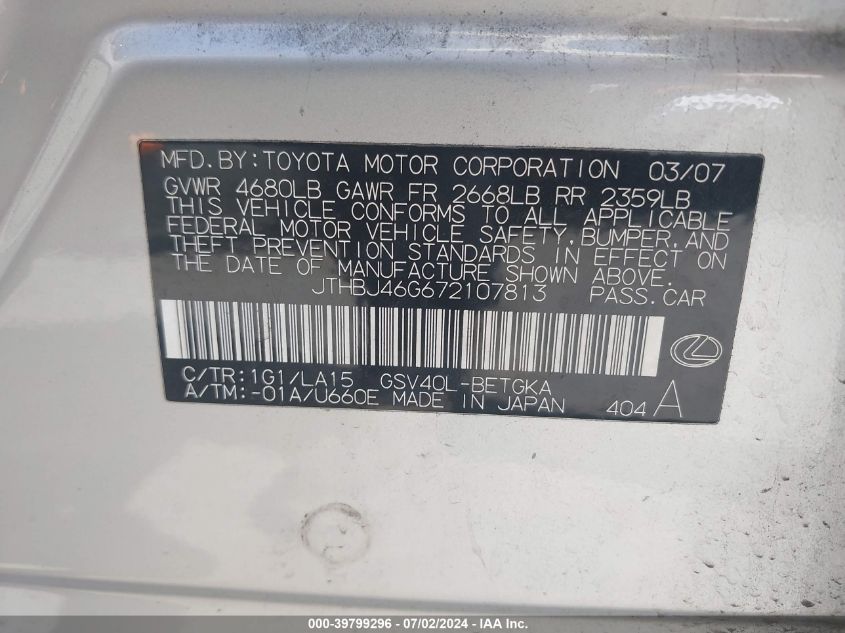 MFD. BY: TOYOTA MOTOR CORPORATION 03/07
GVWR 4680LB GAWR FR 2668LB RR 2359LB
THIS VEHICLE CONFORMS TO ALL APPLICABLE
FEDERAL MOTOR VEHICLE SAFETY, BUMPER, AND
THEFT PREVENTION STANDARDS IN EFFECT ON
THE DATE OF MANUFACTURE SHOWN ABOVE.
JTHBJ46G672107813 PASS. CAR
C/TR: 1G1/LA15 GSV40L-BETGKA
A/TM: -01A/U660E MADE IN JAPAN 404 A
000-39799296 - 07/02/2024 - IAA Inc.